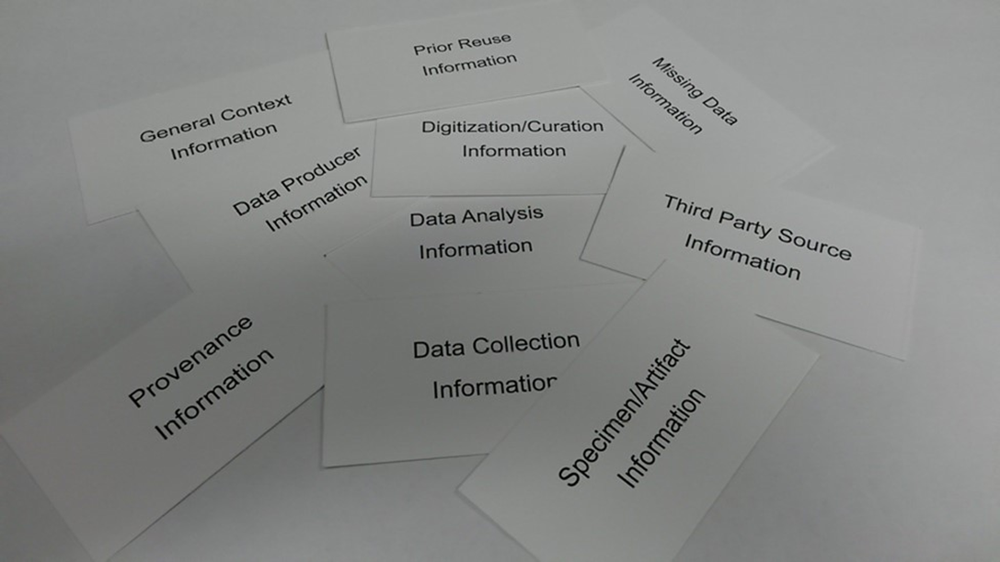 Prior Reuse
Information
Missing Data
Information
General Context
Information
Digitization/Curation
Information
Data Producer
Information
Data Analysis
Information
Third Party Source
Information
Provenance
Information
Data Collection
Information
Specimen/Artifact
Information